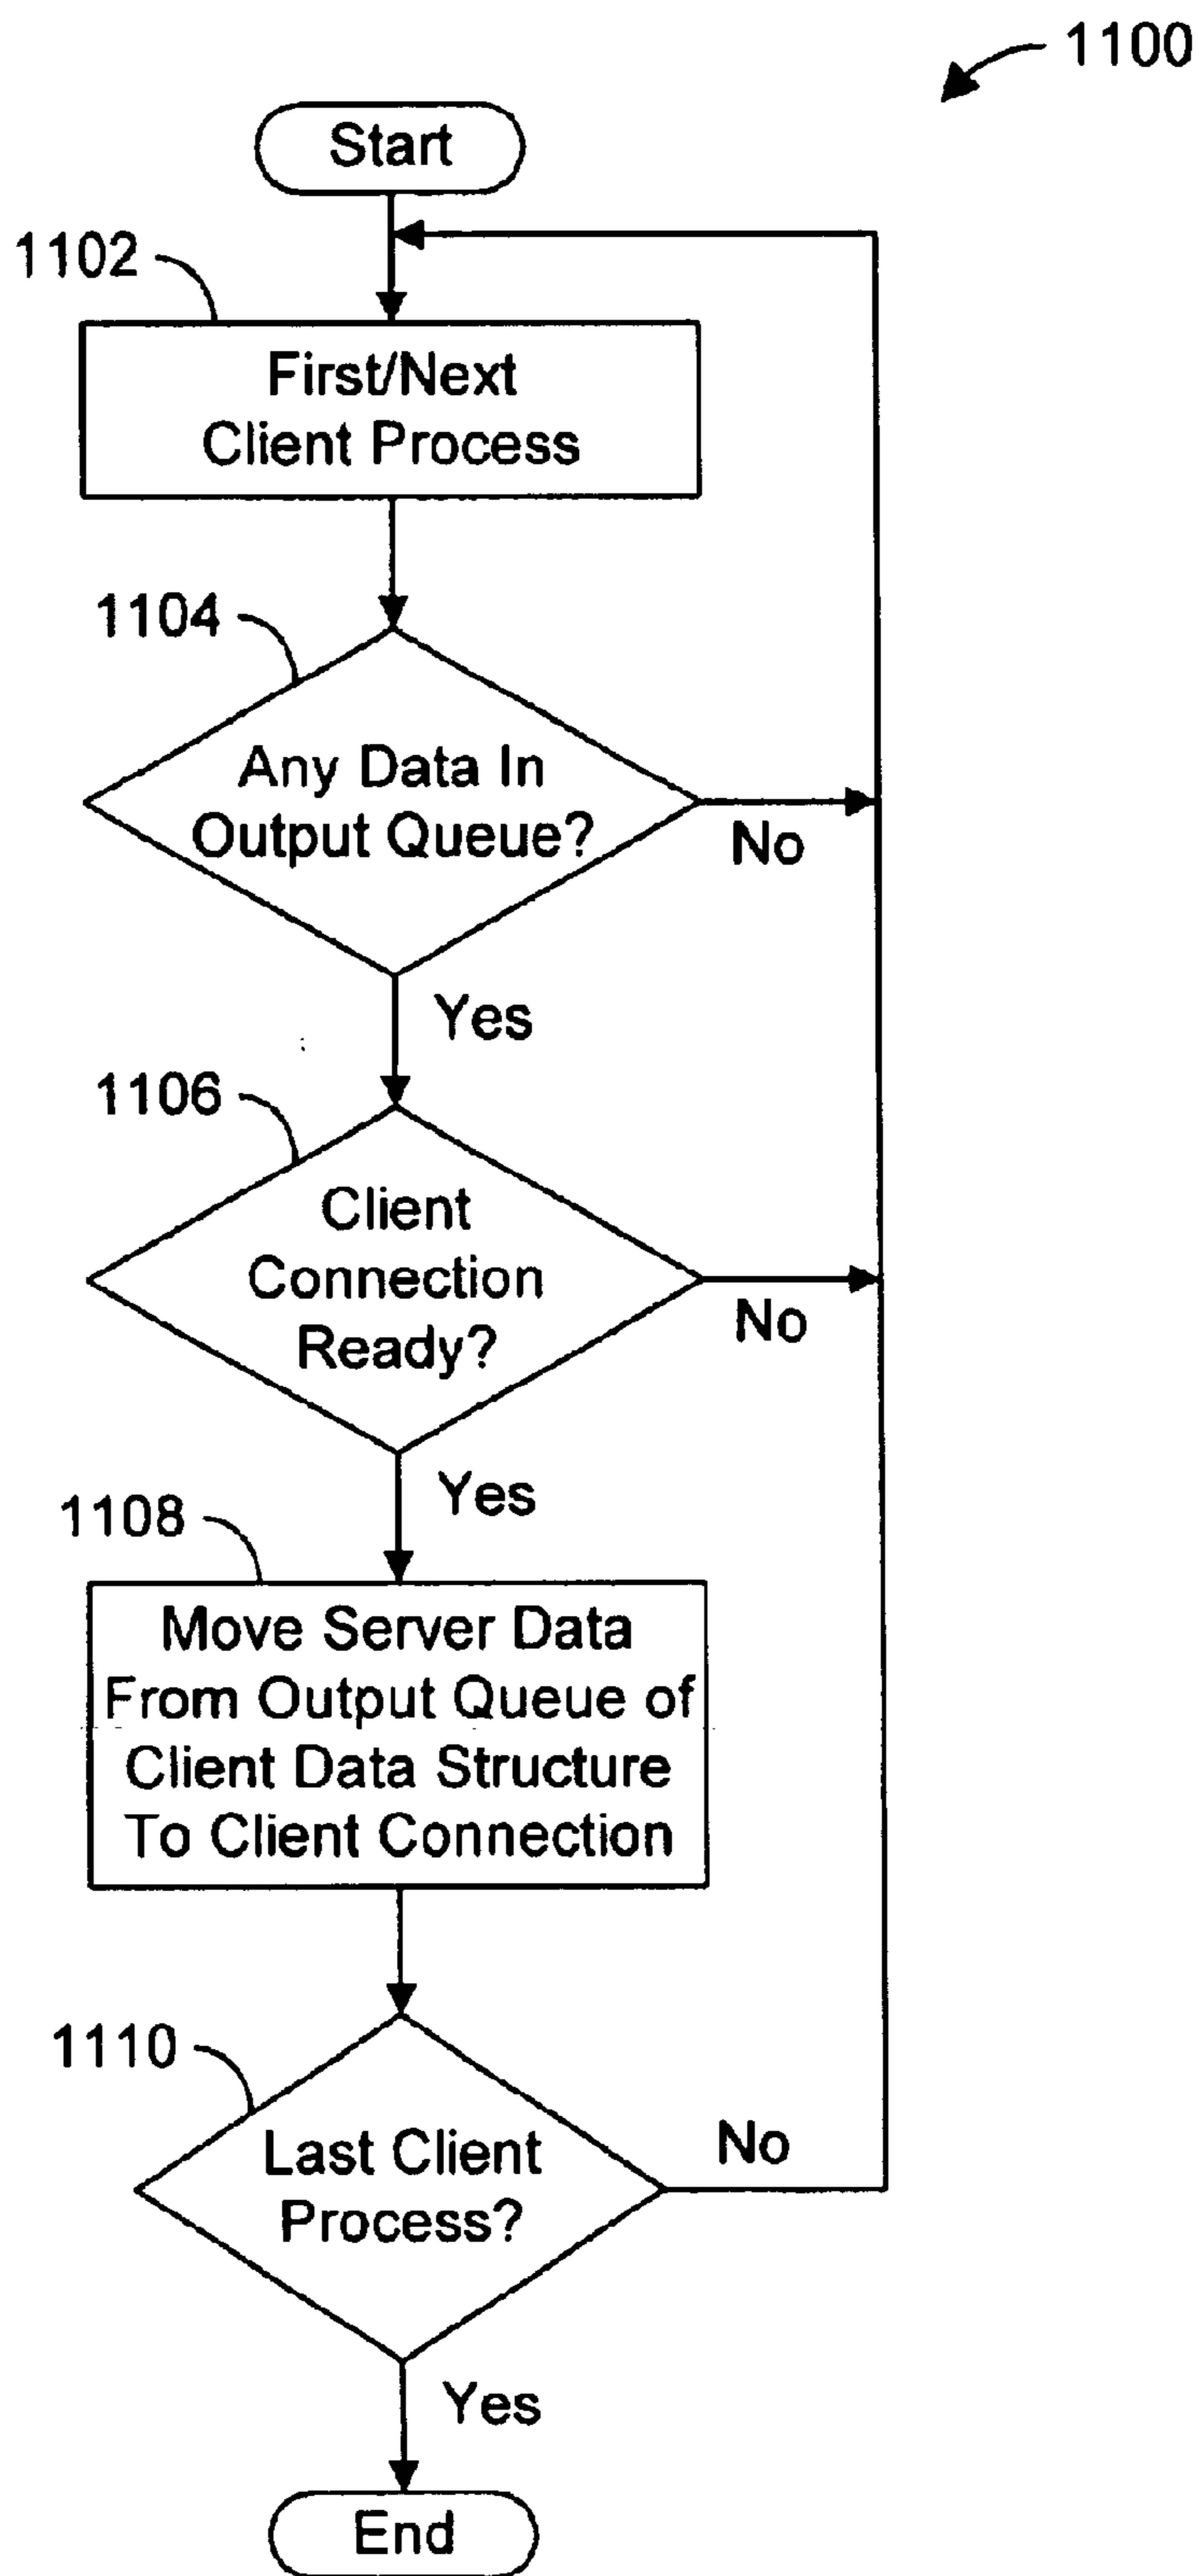 1100
Start
1102
First/Next
Client Process
1104
Any Data In
Output Queue?
No
Yes
1106
Client
Connection
Ready?
No
Yes
1108
Move Server Data
From Output Queue of
Client Data Structure
To Client Connection
1110
Last Client
Process?
No
Yes
End